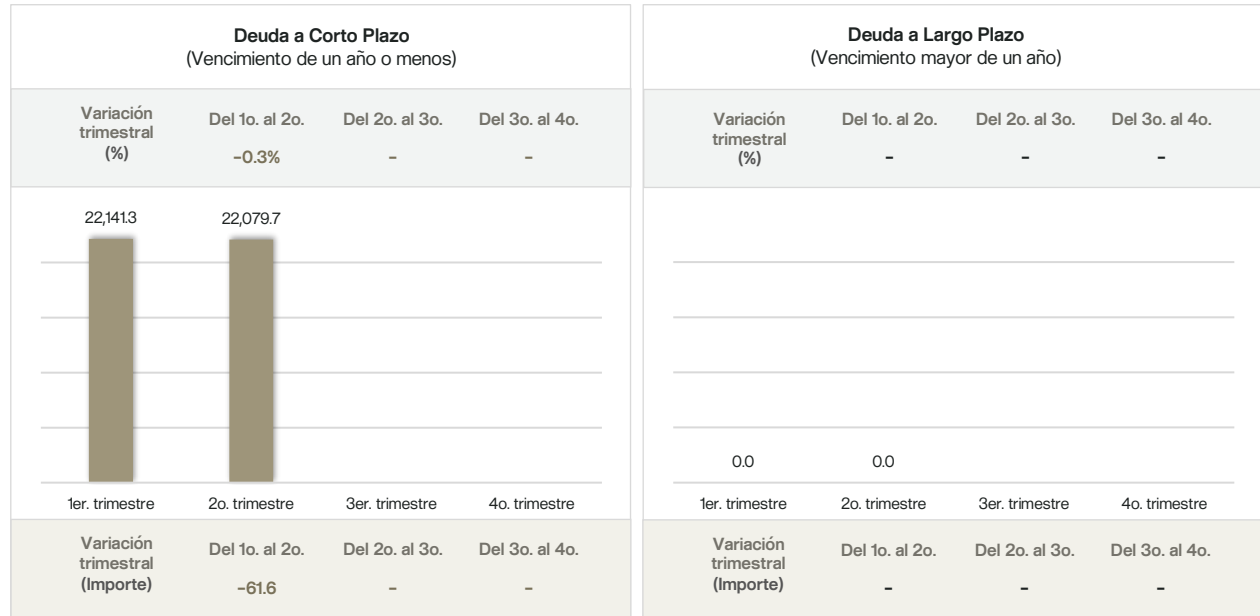 Deuda a Corto Plazo
(Vencimiento de un año o menos)
Variación
trimestral
(%)
Del 1o. al 2o.
Del 2o. al 3o.
Del 3o. al 4o.
-0.3%
-
-
22,141.3
22,079.7
1er. trimestre
2o. trimestre
3er. trimestre
4o. trimestre
Variación
trimestral
(Importe)
Del 1o. al 2o.
Del 2o. al 3o.
Del 3o. al 4o.
-61.6
-
-
Deuda a Largo Plazo
(Vencimiento mayor de un año)
Variación
trimestral
(%)
Del 1o. al 2o.
Del 2o. al 3o.
Del 3o. al 4o.
-
-
-
0.0
0.0
1er. trimestre
2o. trimestre
3er. trimestre
4o. trimestre
Variación
trimestral
(Importe)
Del 1o. al 2o.
Del 2o. al 3o.
Del 3o. al 4o.
-
-
-